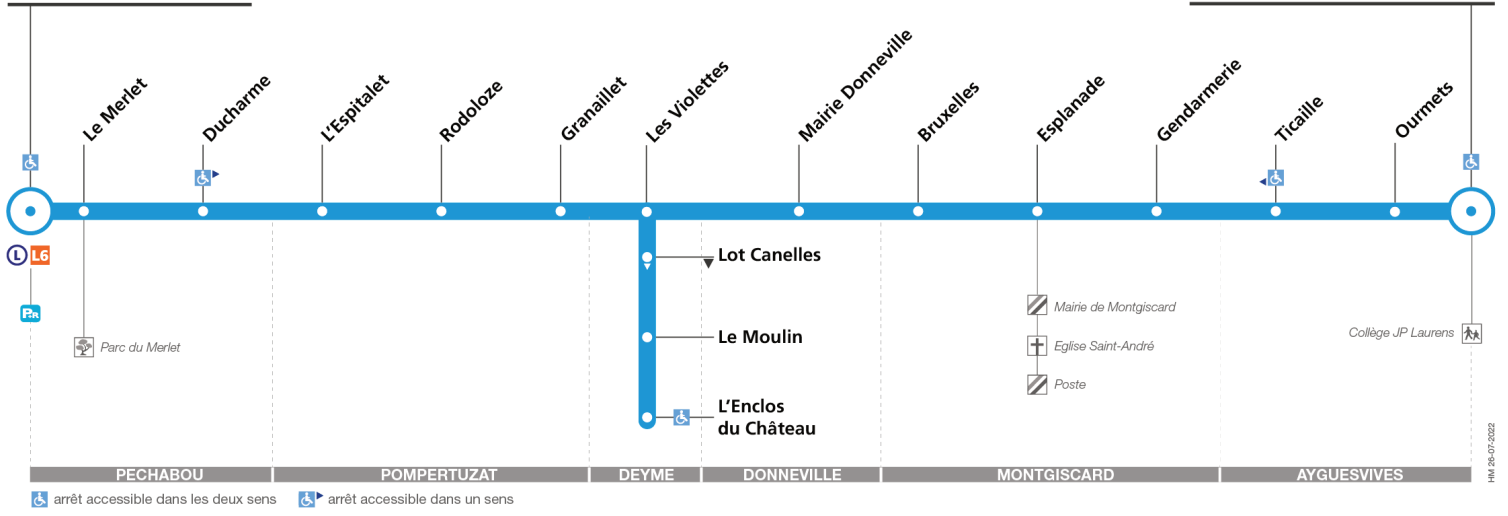 Le Merlet
Ducharme
L'Espitalet
Rodoloze
Granaillet
Les Violettes
Mairie Donneville
Bruxelles
Esplanade
Gendarmerie
Ticaille
Ourmets
L L6
P+R
Parc du Merlet
Lot Canelles
Le Moulin
L'Enclos
du Château
Mairie de Montgiscard
Eglise Saint-André
Poste
Collège JP Laurens
PECHABOU
POMPERTUZAT
DEYME
DONNEVILLE
MONTGISCARD
AYGUESVIVES
arrêt accessible dans les deux sens
arrêt accessible dans un sens
HM 26-07-2022